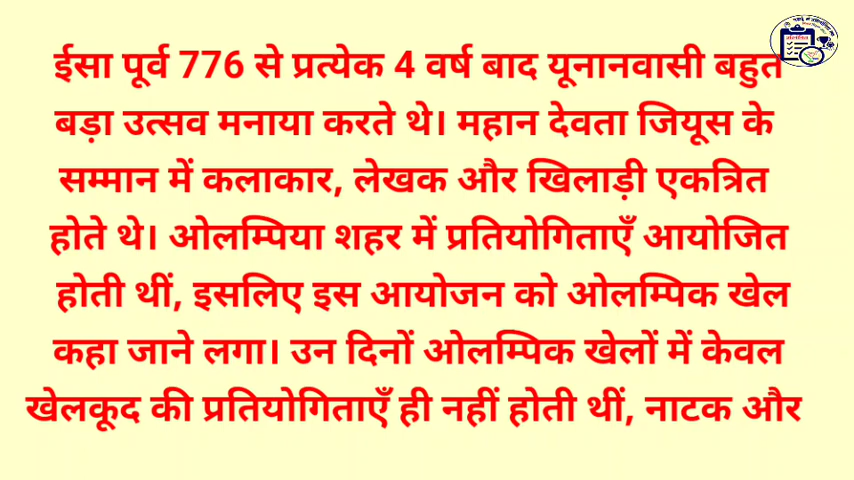 ईसा पूर्व 776 से प्रत्येक 4 वर्ष बाद यूनानवासी बहुत
बड़ा उत्सव मनाया करते थे। महान देवता जियूस के
सम्मान में कलाकार, लेखक और खिलाड़ी एकत्रित
होते थे। ओलम्पिया शहर में प्रतियोगिताएँ आयोजित
होती थीं, इसलिए इस आयोजन को ओलम्पिक खेल
कहा जाने लगा। उन दिनों ओलम्पिक खेलों में केवल
खेलकूद की प्रतियोगिताएँ ही नहीं होती थीं, नाटक और